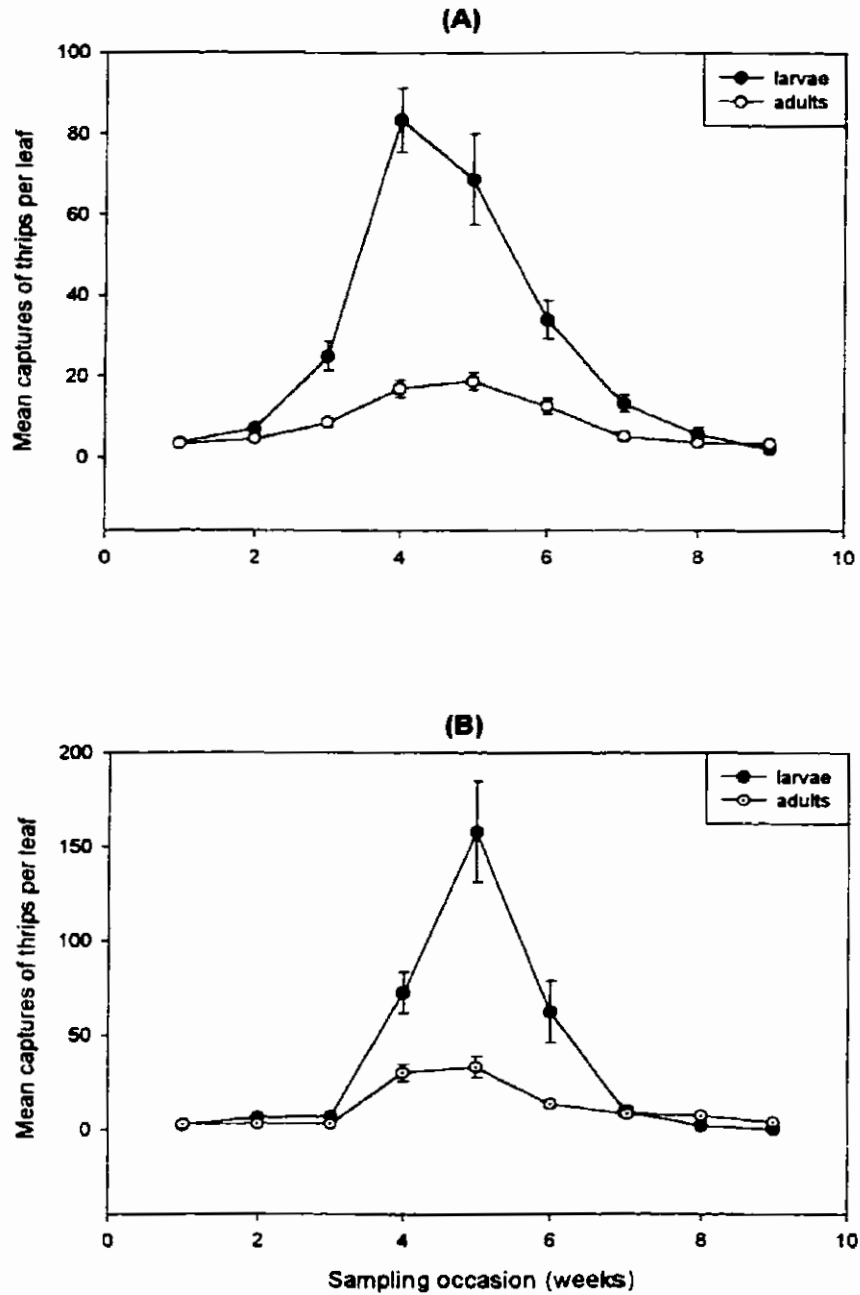 (A)
larvae
adults
Mean captures of thrips per leaf
100
80
60
40
20
0
0 2 4 6 8 10
(B)
larvae
adults
Mean captures of thrips per leaf
200
150
100
50
0
0 2 4 6 8 10
Sampling occasion (weeks)